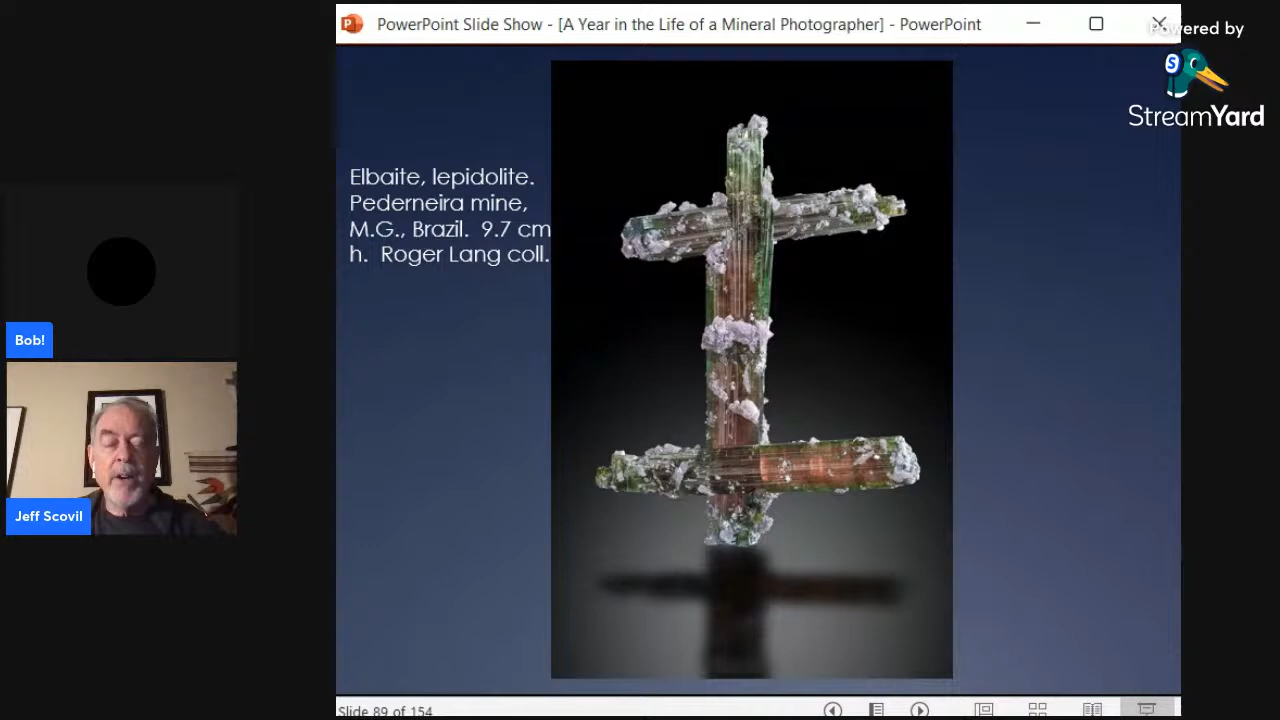 PowerPoint Slide Show - [A Year in the Life of a Mineral Photographer] - PowerPoint
Powered by
S
StreamYard
Elbaite, lepidolite.
Pederneira mine,
M.G., Brazil. 9.7 cm
h. Roger Lang coll.
Bob!
Jeff Scovil
Slide 89 of 154